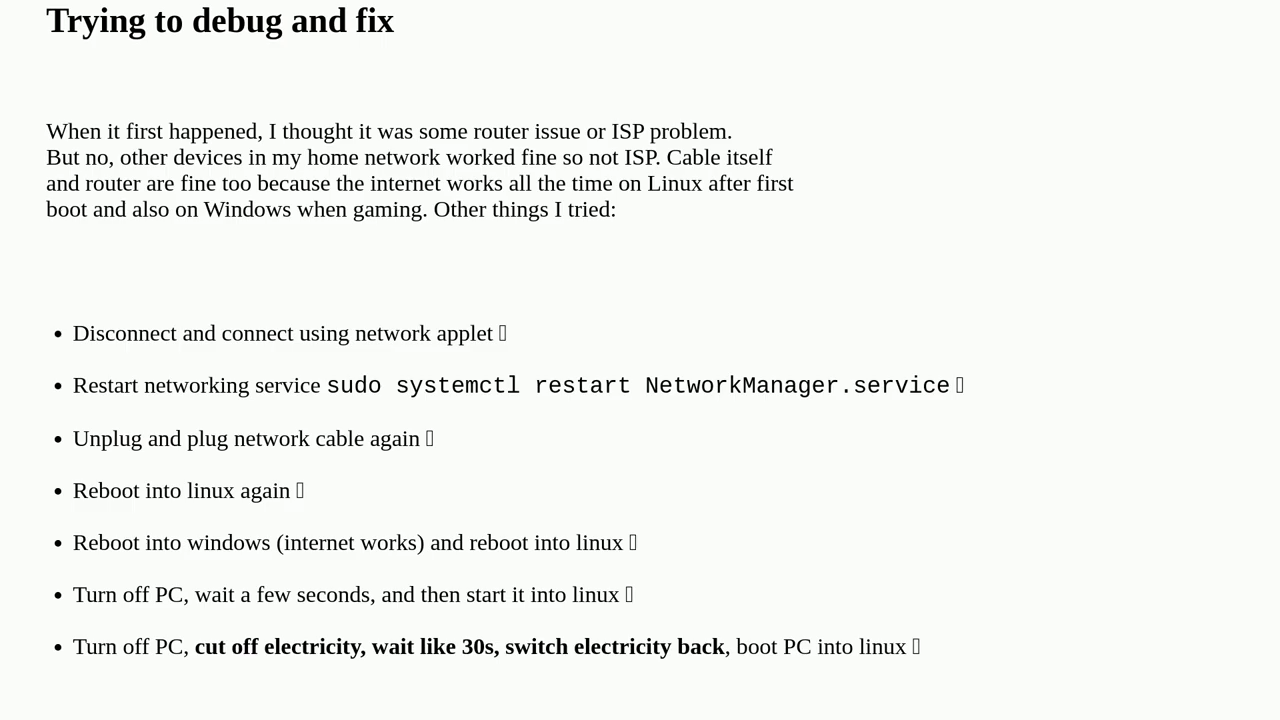 Trying to debug and fix
When it first happened, I thought it was some router issue or ISP problem.
But no, other devices in my home network worked fine so not ISP. Cable itself
and router are fine too because the internet works all the time on Linux after first
boot and also on Windows when gaming. Other things I tried:
• Disconnect and connect using network applet
• Restart networking service sudo systemctl restart NetworkManager.service
• Unplug and plug network cable again
• Reboot into linux again
• Reboot into windows (internet works) and reboot into linux
• Turn off PC, wait a few seconds, and then start it into linux
• Turn off PC, cut off electricity, wait like 30s, switch electricity back, boot PC into linux